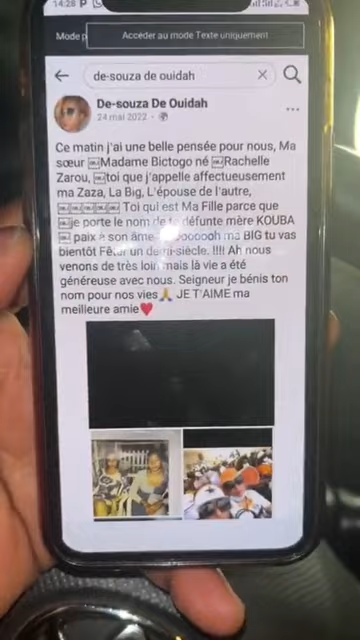 14:28 P
Mode p Accéder au mode Texte uniquement
de-souza de ouidah
De-souza De Ouidah
24 mai 2022
Ce matin j'ai une belle pensée pour nous, Ma
sœur Madame Bictogo né Rachelle
Zarou, toi que j'appelle affectueusement
ma Zaza, La Big, L'épouse de l'autre,
Toi qui est Ma Fille parce que
je porte le nom de défunte mère KOUBA
paix à son âme ma BIG tu vas
bientôt un siècle. !!!! Ah nous
venons de très loin mais là vie a été
généreuse avec nous. Seigneur je bénis ton
nom pour nos vies🙏 JE T'AIME ma
meilleure amie❤️